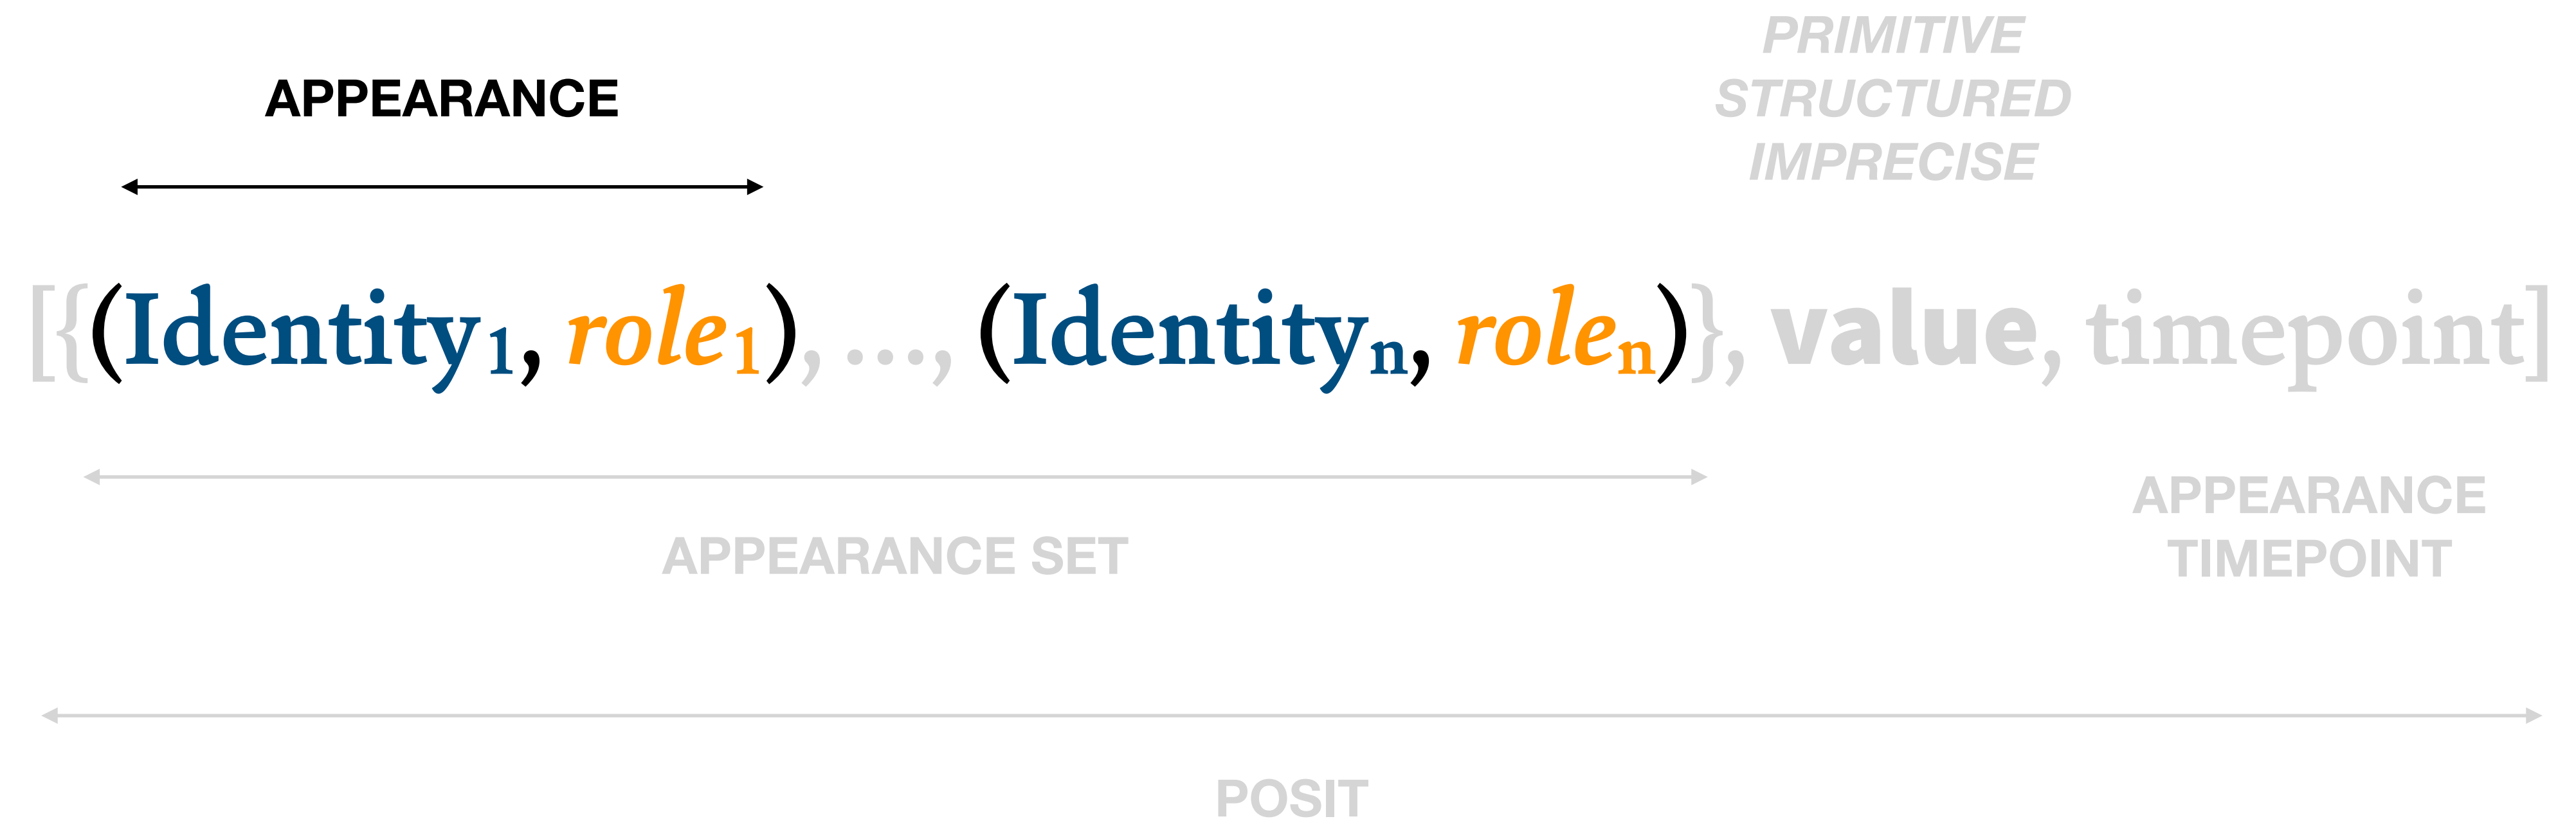 PRIMITIVE
STRUCTURED
IMPRECISE
APPEARANCE
[{(Identity₁, role₁), ..., (Identityₙ, roleₙ)}, value, timepoint]
APPEARANCE SET
APPEARANCE
TIMEPOINT
POSIT